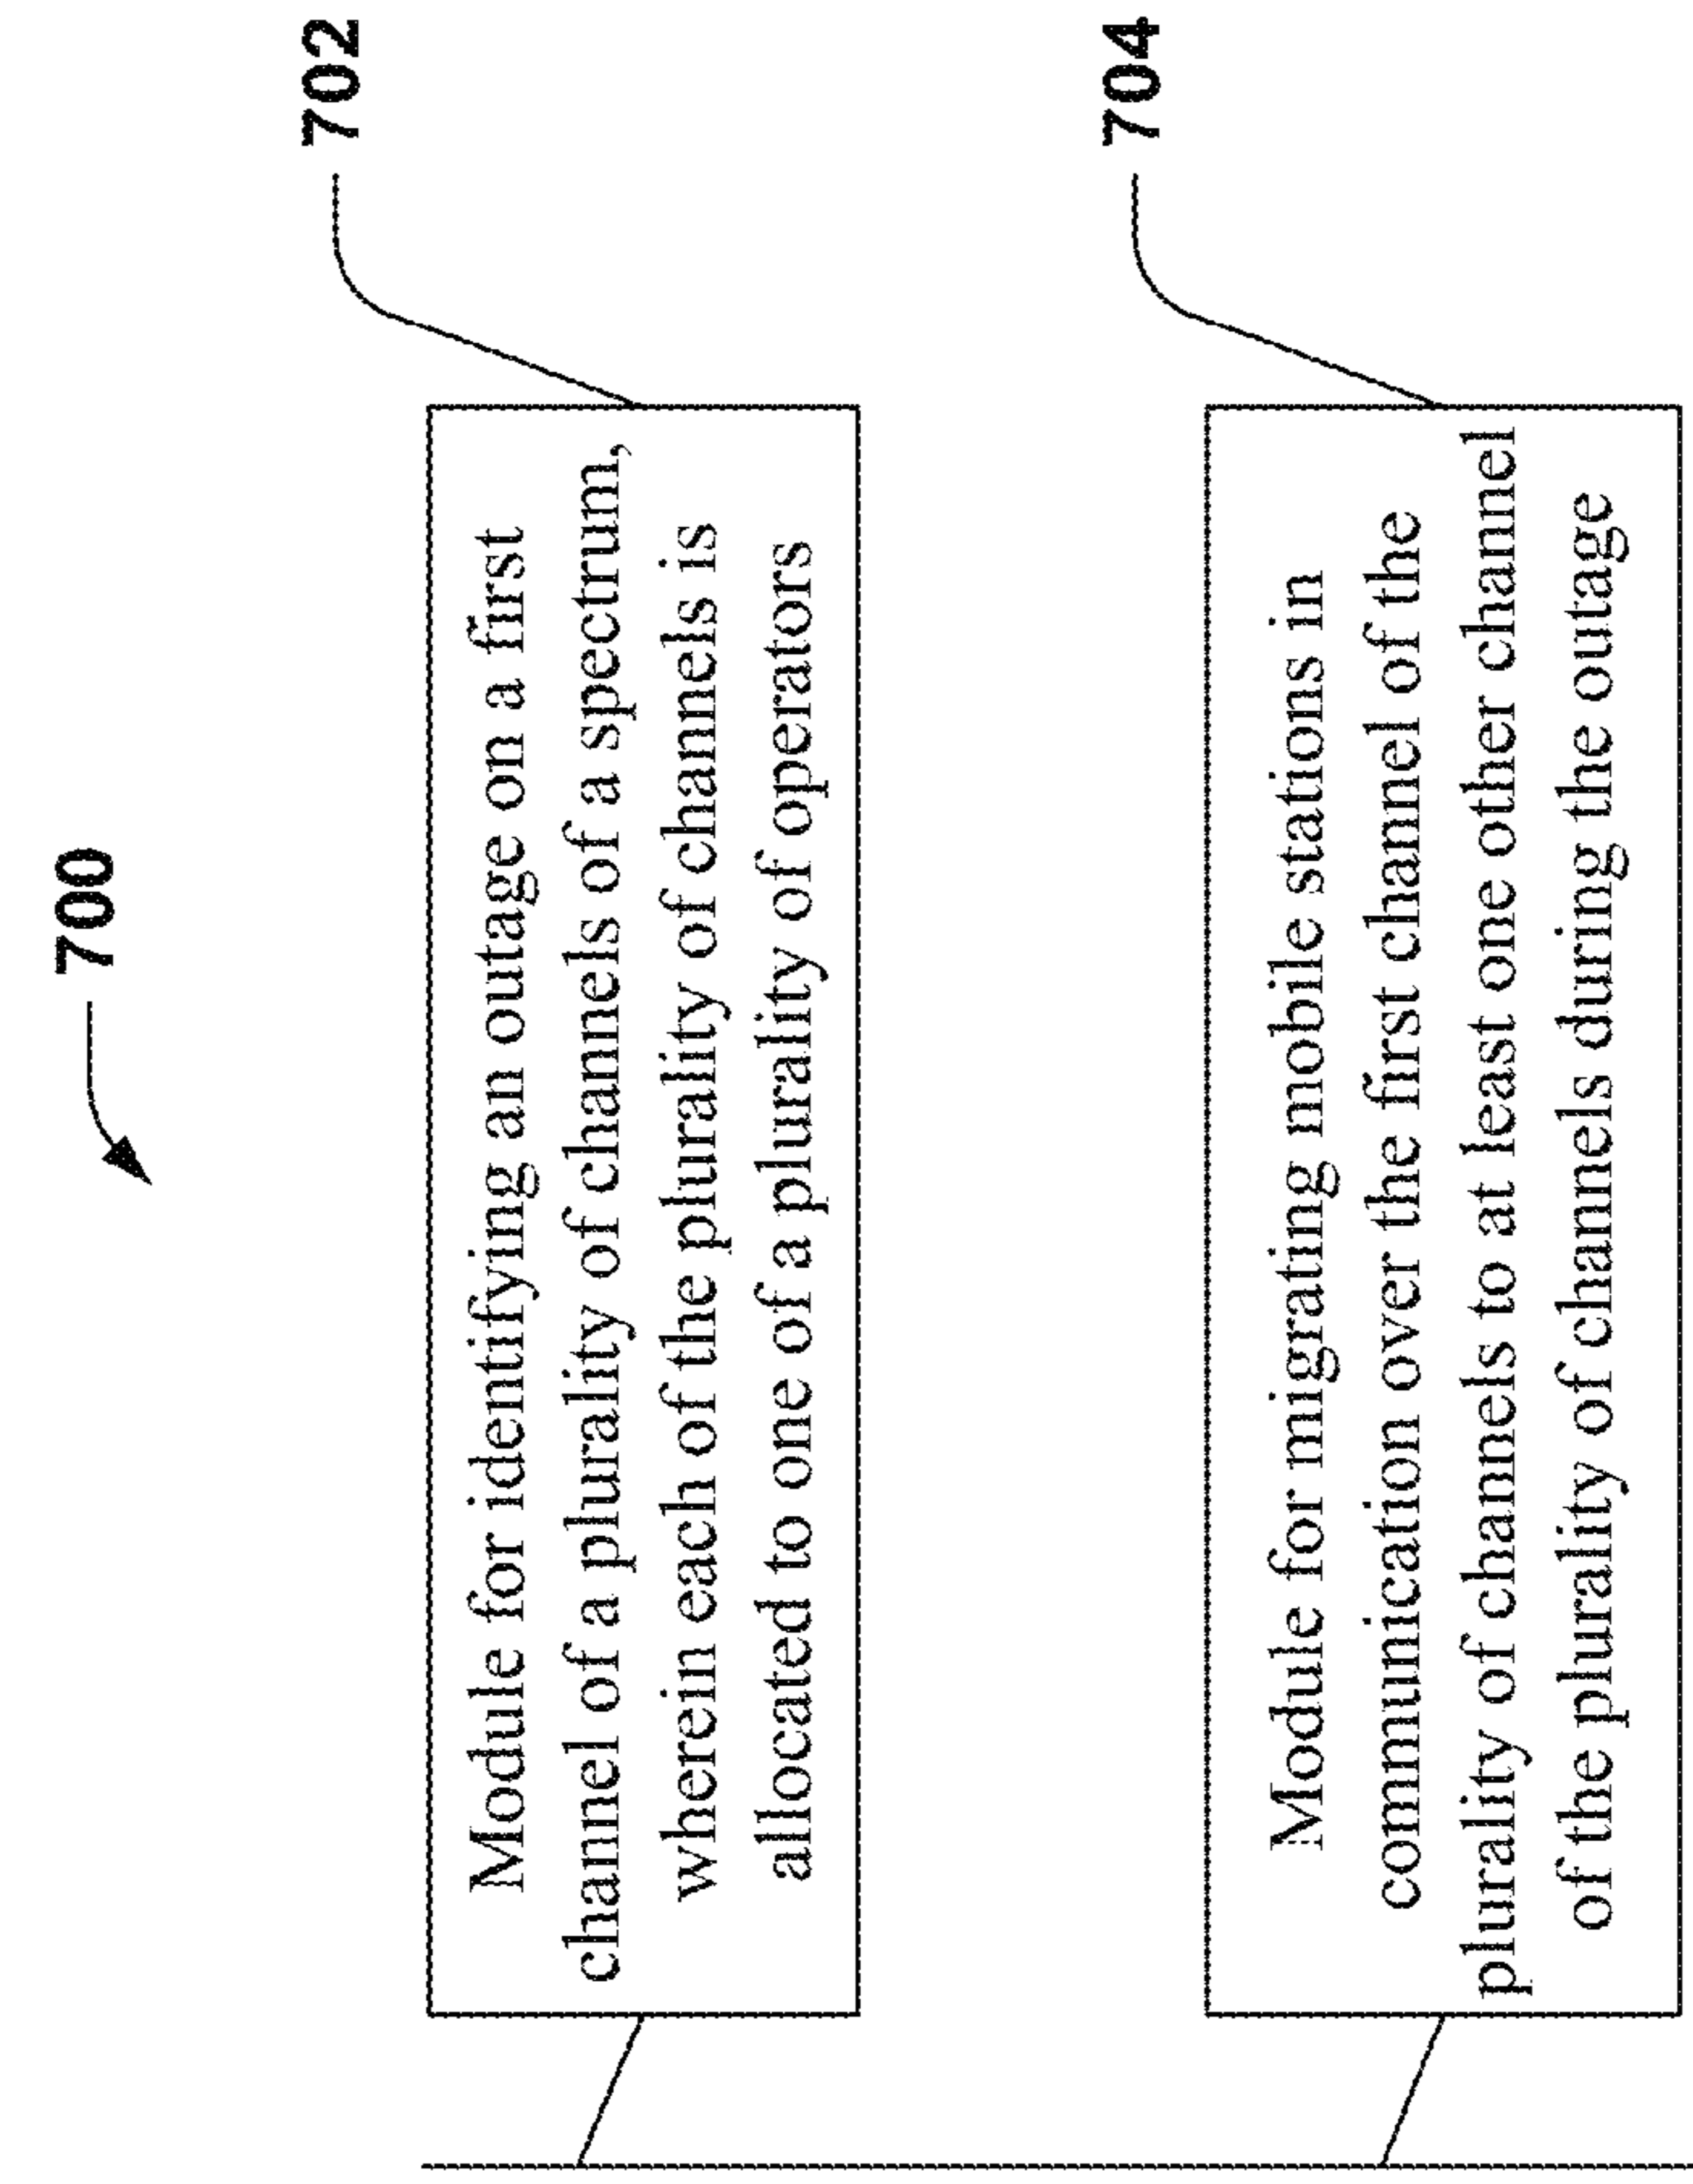 700
702
Module for identifying an outage on a first
channel of a plurality of channels of a spectrum,
wherein each of the plurality of channels is
allocated to one of a plurality of operators
704
Module for migrating mobile stations in
communication over the first channel of the
plurality of channels to at least one other channel
of the plurality of channels during the outage